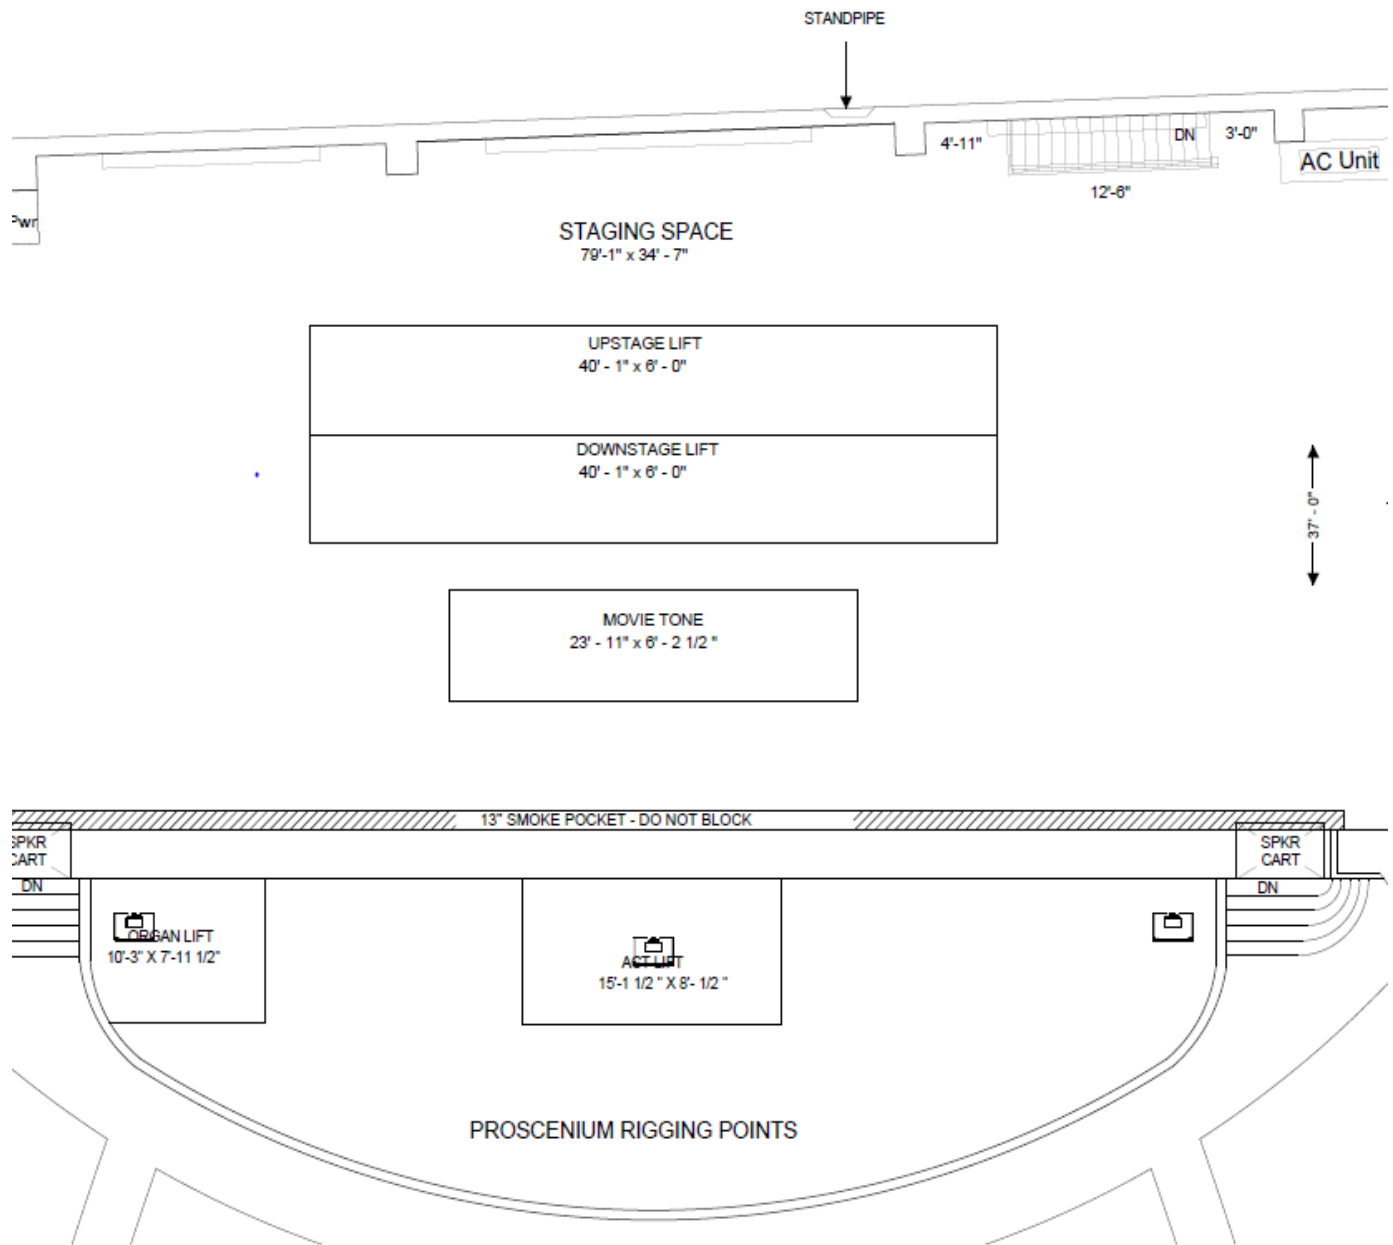 STANDPIPE
4'-11"
DN
3'-0"
AC Unit
12'-6"
Pwr
STAGING SPACE
79'-1" x 34' - 7"
UPSTAGE LIFT
40' - 1" x 6' - 0"
DOWNSTAGE LIFT
40' - 1" x 6' - 0"
37' - 0"
MOVIE TONE
23' - 11" x 6' - 2 1/2 "
13" SMOKE POCKET - DO NOT BLOCK
SPKR
CART
DN
SPKR
CART
DN
ORGAN LIFT
10'-3" X 7'-11 1/2"
ACT LIFT
15'-1 1/2 " X 8'- 1/2 "
PROSCENIUM RIGGING POINTS